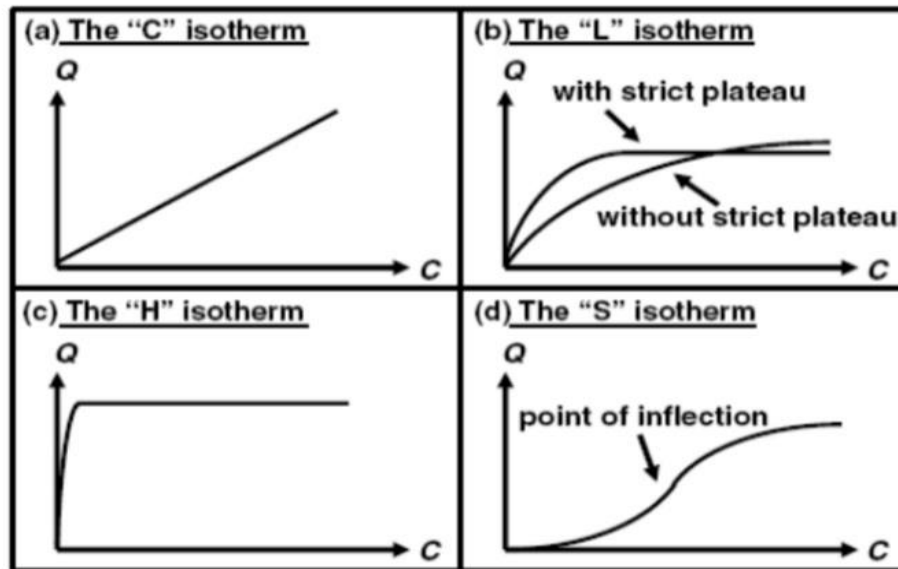 (a) The “C” isotherm
Q
C
(b) The “L” isotherm
Q
with strict plateau
without strict plateau
C
(c) The “H” isotherm
Q
C
(d) The “S” isotherm
Q
point of inflection
C